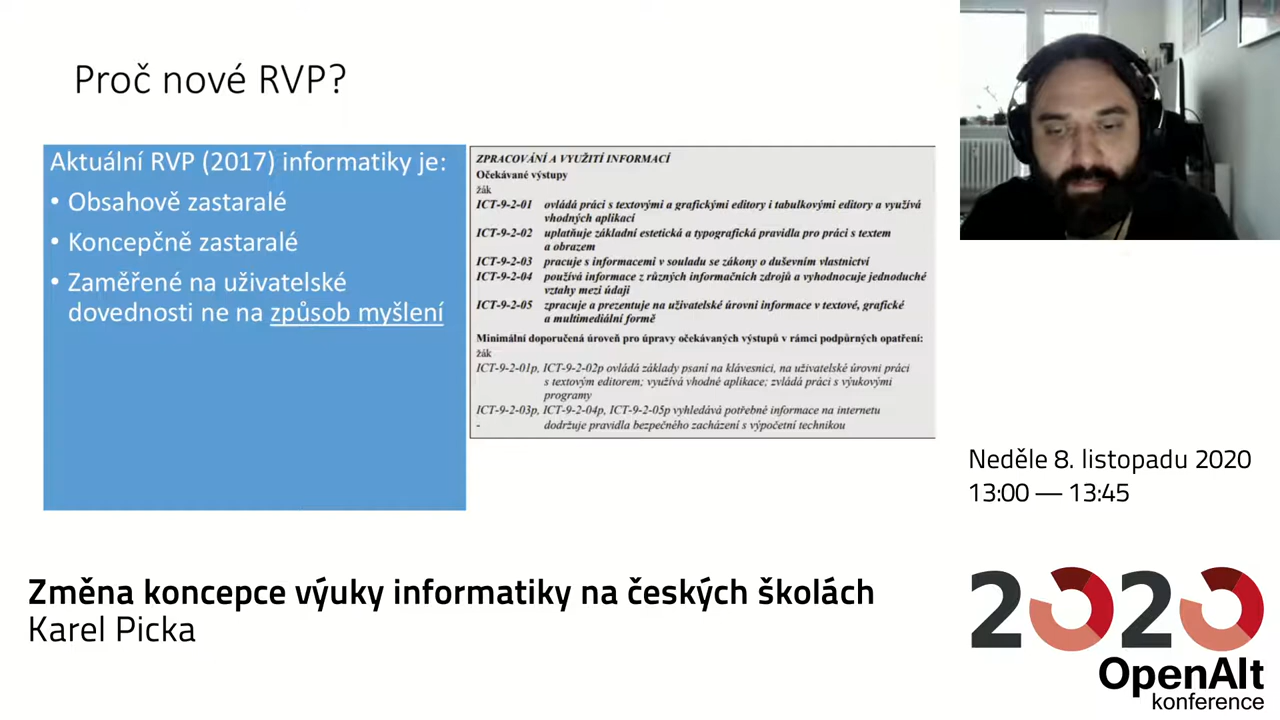 Proč nové RVP?
Aktuální RVP (2017) informatiky je:
• Obsahově zastaralé
• Koncepčně zastaralé
• Zaměřené na uživatelské
dovednosti ne na způsob myšlení
ZPRACOVÁNÍ A VYUŽITÍ INFORMACÍ
Očekávané výstupy
žák
ICT-9-2-01 ovládá práci s textovými a grafickými editory i tabulkovými editory a využívá
vhodných aplikací
ICT-9-2-02 uplatňuje základní estetická a typografická pravidla pro práci s textem
a obrazem
ICT-9-2-03 pracuje s informacemi v souladu se zákony o duševním vlastnictví
ICT-9-2-04 používá informace z různých informačních zdrojů a vyhodnocuje jednoduché
vztahy mezi údaji
ICT-9-2-05 zpracuje a prezentuje na uživatelské úrovni informace v textové, grafické
a multimediální formě
Minimální doporučená úroveň pro úpravy očekávaných výstupů v rámci podpůrných opatření:
žák
ICT-9-2-01p, ICT-9-2-02p ovládá základy psaní na klávesnici, na uživatelské úrovni práci
s textovým editorem; využívá vhodné aplikace; zvládá práci s výukovými
programy
ICT-9-2-03p, ICT-9-2-04p, ICT-9-2-05p vyhledává potřebné informace na internetu
- dodržuje pravidla bezpečného zacházení s výpočetní technikou
Neděle 8. listopadu 2020
13:00 — 13:45
Změna koncepce výuky informatiky na českých školách
Karel Picka
2020
OpenAlt
konference